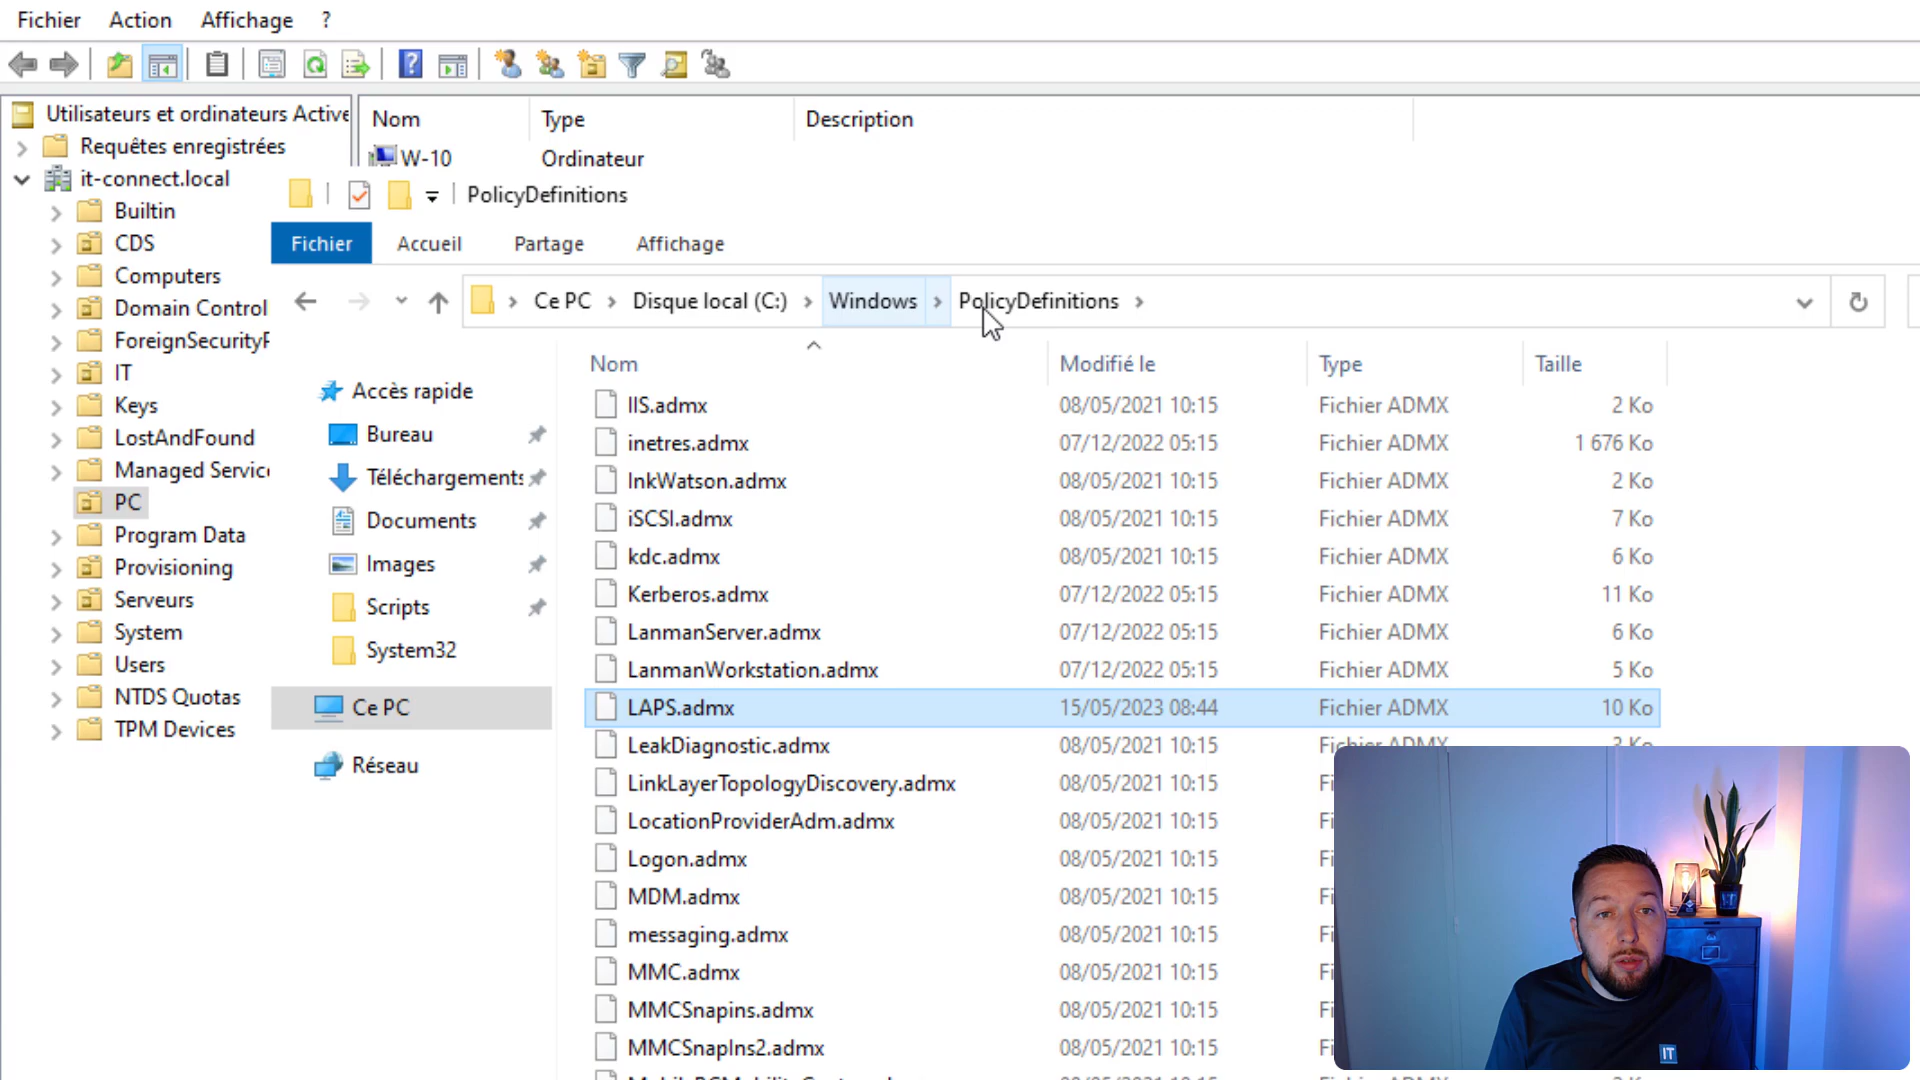 Fichier Action Affichage ?
Utilisateurs et ordinateurs Active
Nom Type Description
Requêtes enregistrées
W-10 Ordinateur
it-connect.local
PolicyDefinitions
Builtin
Fichier Accueil Partage Affichage
CDS
Computers
Ce PC Disque local (C:) Windows PolicyDefinitions
Domain Control
ForeignSecurityP
Nom Modifié le Type Taille
IT
Accès rapide
Keys
IIS.admx 08/05/2021 10:15 Fichier ADMX 2 Ko
Bureau
LostAndFound
inetres.admx 07/12/2022 05:15 Fichier ADMX 1 676 Ko
Managed Servic
Téléchargements
InkWatson.admx 08/05/2021 10:15 Fichier ADMX 2 Ko
PC
Documents
iSCSI.admx 08/05/2021 10:15 Fichier ADMX 7 Ko
Program Data
kdc.admx 08/05/2021 10:15 Fichier ADMX 6 Ko
Provisioning
Images
Kerberos.admx 07/12/2022 05:15 Fichier ADMX 11 Ko
Serveurs
Scripts
LanmanServer.admx 07/12/2022 05:15 Fichier ADMX 6 Ko
System
System32
Users
LanmanWorkstation.admx 07/12/2022 05:15 Fichier ADMX 5 Ko
NTDS Quotas
Ce PC
LAPS.admx 15/05/2023 08:44 Fichier ADMX 10 Ko
TPM Devices
LeakDiagnostic.admx 08/05/2021 10:15 Fichier ADMX 3 Ko
Réseau
LinkLayerTopologyDiscovery.admx 08/05/2021 10:15 Fi
LocationProviderAdm.admx 08/05/2021 10:15 Fi
Logon.admx 08/05/2021 10:15 Fi
MDM.admx 08/05/2021 10:15 Fi
messaging.admx 08/05/2021 10:15 Fi
MMC.admx 08/05/2021 10:15 Fi
MMCSnapins.admx 08/05/2021 10:15 Fi
MMCSnapIns2.admx 08/05/2021 10:15 Fi
IT